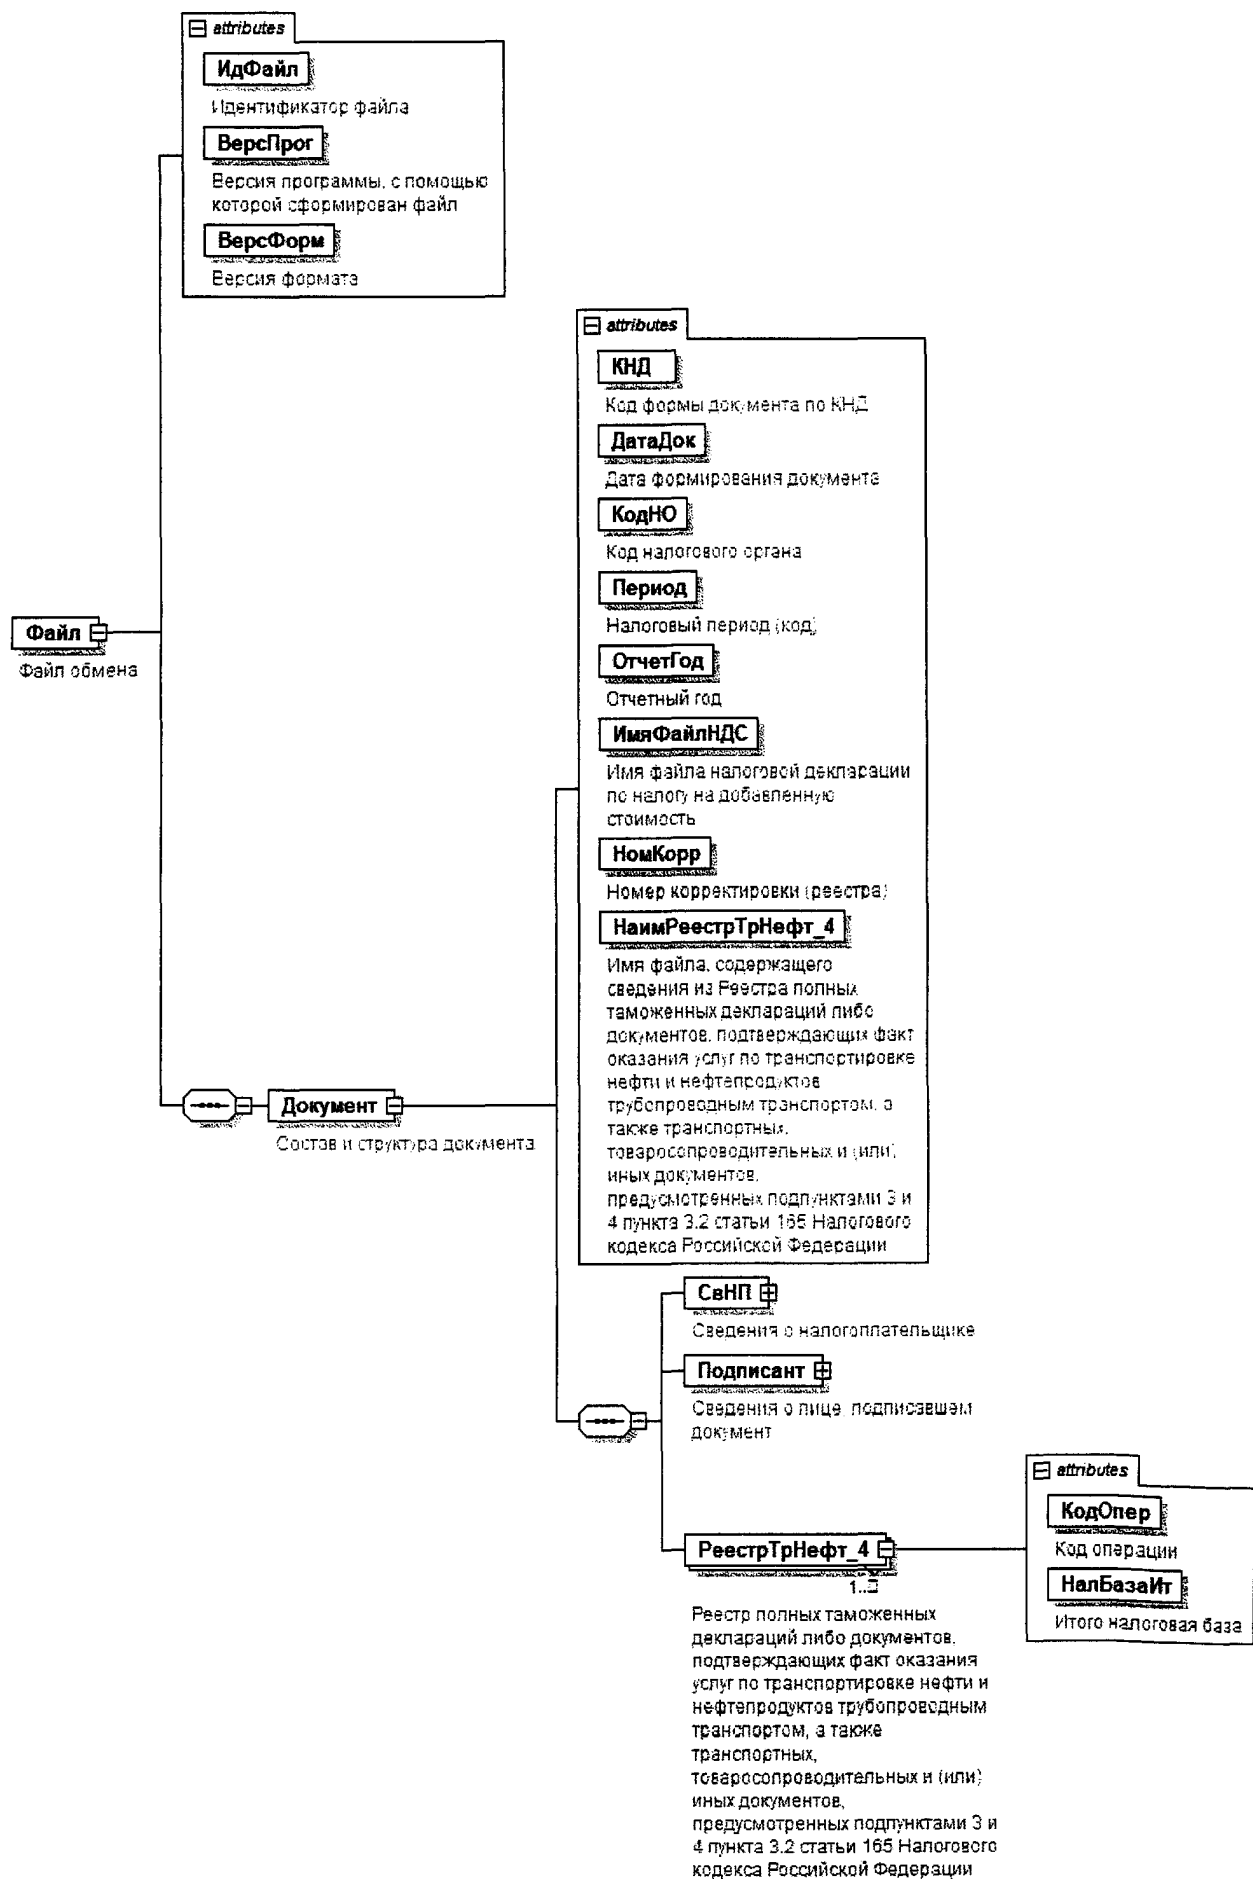 attributes
ИдФайл
Идентификатор файла
ВерсПрог
Версия программы, с помощью
которой сформирован файл
ВерсФорм
Версия формата
attributes
КНД
Код формы документа по КНД
ДатаДок
Дата формирования документа
КодНО
Код налогового органа
Период
Налоговый период (код)
ОтчетГод
Отчетный год
ИмяФайлНДС
Имя файла налоговой декларации
по налогу на добавленную
стоимость
НомКорр
Номер корректировки (реестра)
НаимРеестрТрНефт_4
Имя файла, содержащего
сведения из Реестра полных
таможенных деклараций либо
документов, подтверждающих факт
оказания услуг по транспортировке
нефти и нефтепродуктов
трубопроводным транспортом, а
также транспортных,
товаросопроводительных и (или)
иных документов,
предусмотренных подпунктами 3 и
4 пункта 3.2 статьи 165 Налогового
кодекса Российской Федерации
Файл
Файл обмена
Документ
Состав и структура документа
СвНП
Сведения о налогоплательщике
Подписант
Сведения о лице, подписавшем
документ
РеестрТрНефт_4
1..
Реестр полных таможенных
деклараций либо документов,
подтверждающих факт оказания
услуг по транспортировке нефти и
нефтепродуктов трубопроводным
транспортом, а также
транспортных,
товаросопроводительных и (или)
иных документов,
предусмотренных подпунктами 3 и
4 пункта 3.2 статьи 165 Налогового
кодекса Российской Федерации
attributes
КодОпер
Код операции
НалБазаИт
Итого налоговая база